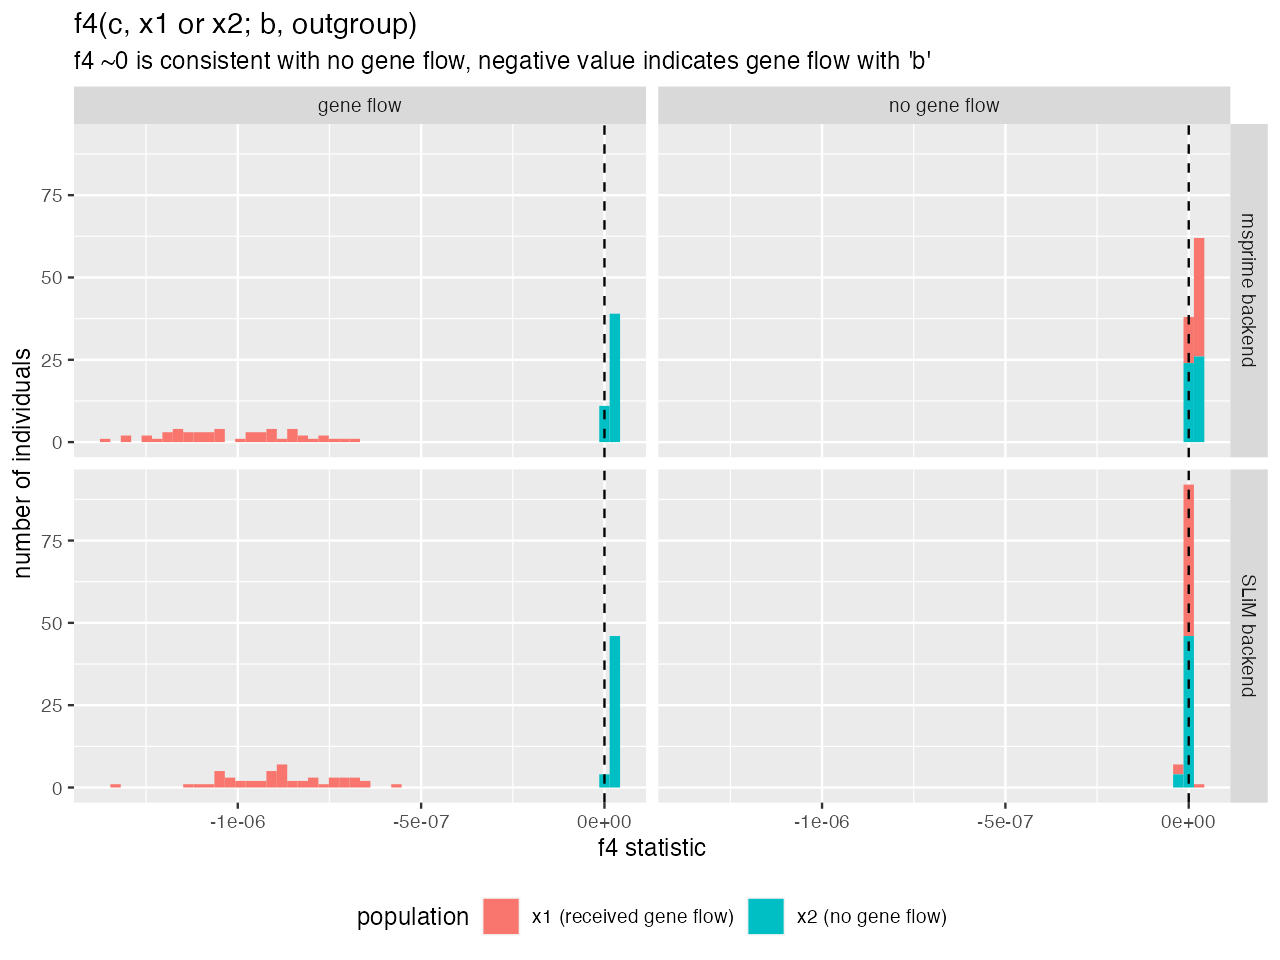 f4(c, x1 or x2; b, outgroup)
f4 ~0 is consistent with no gene flow, negative value indicates gene flow with 'b'
gene flow
no gene flow
number of individuals
75
50
25
0
msprime backend
75
50
25
0
SLiM backend
-1e-06
-5e-07
0e+00
-1e-06
-5e-07
0e+00
f4 statistic
population
x1 (received gene flow)
x2 (no gene flow)